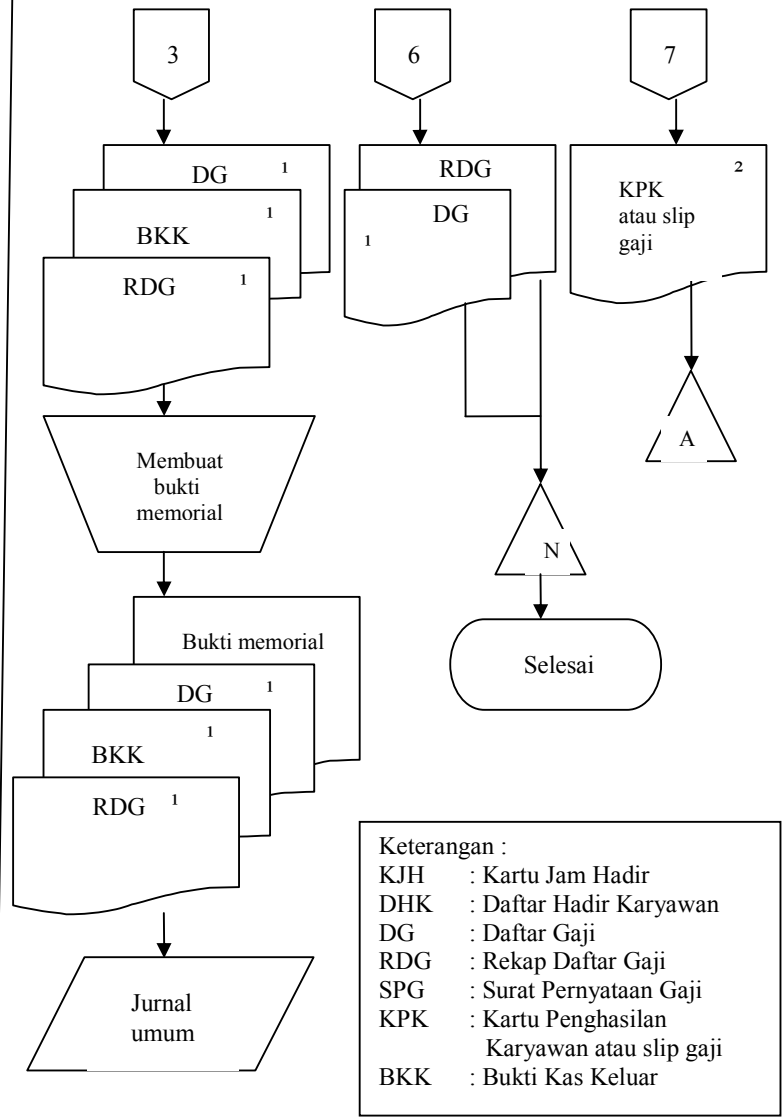 3
DG 1
BKK 1
RDG 1
Membuat
bukti
memorial
Bukti memorial
DG 1
BKK 1
RDG 1
Jurnal
umum
6
RDG
DG
1
N
Selesai
7
2
KPK
atau slip
gaji
A
Keterangan :
KJH : Kartu Jam Hadir
DHK : Daftar Hadir Karyawan
DG : Daftar Gaji
RDG : Rekap Daftar Gaji
SPG : Surat Pernyataan Gaji
KPK : Kartu Penghasilan
Karyawan atau slip gaji
BKK : Bukti Kas Keluar